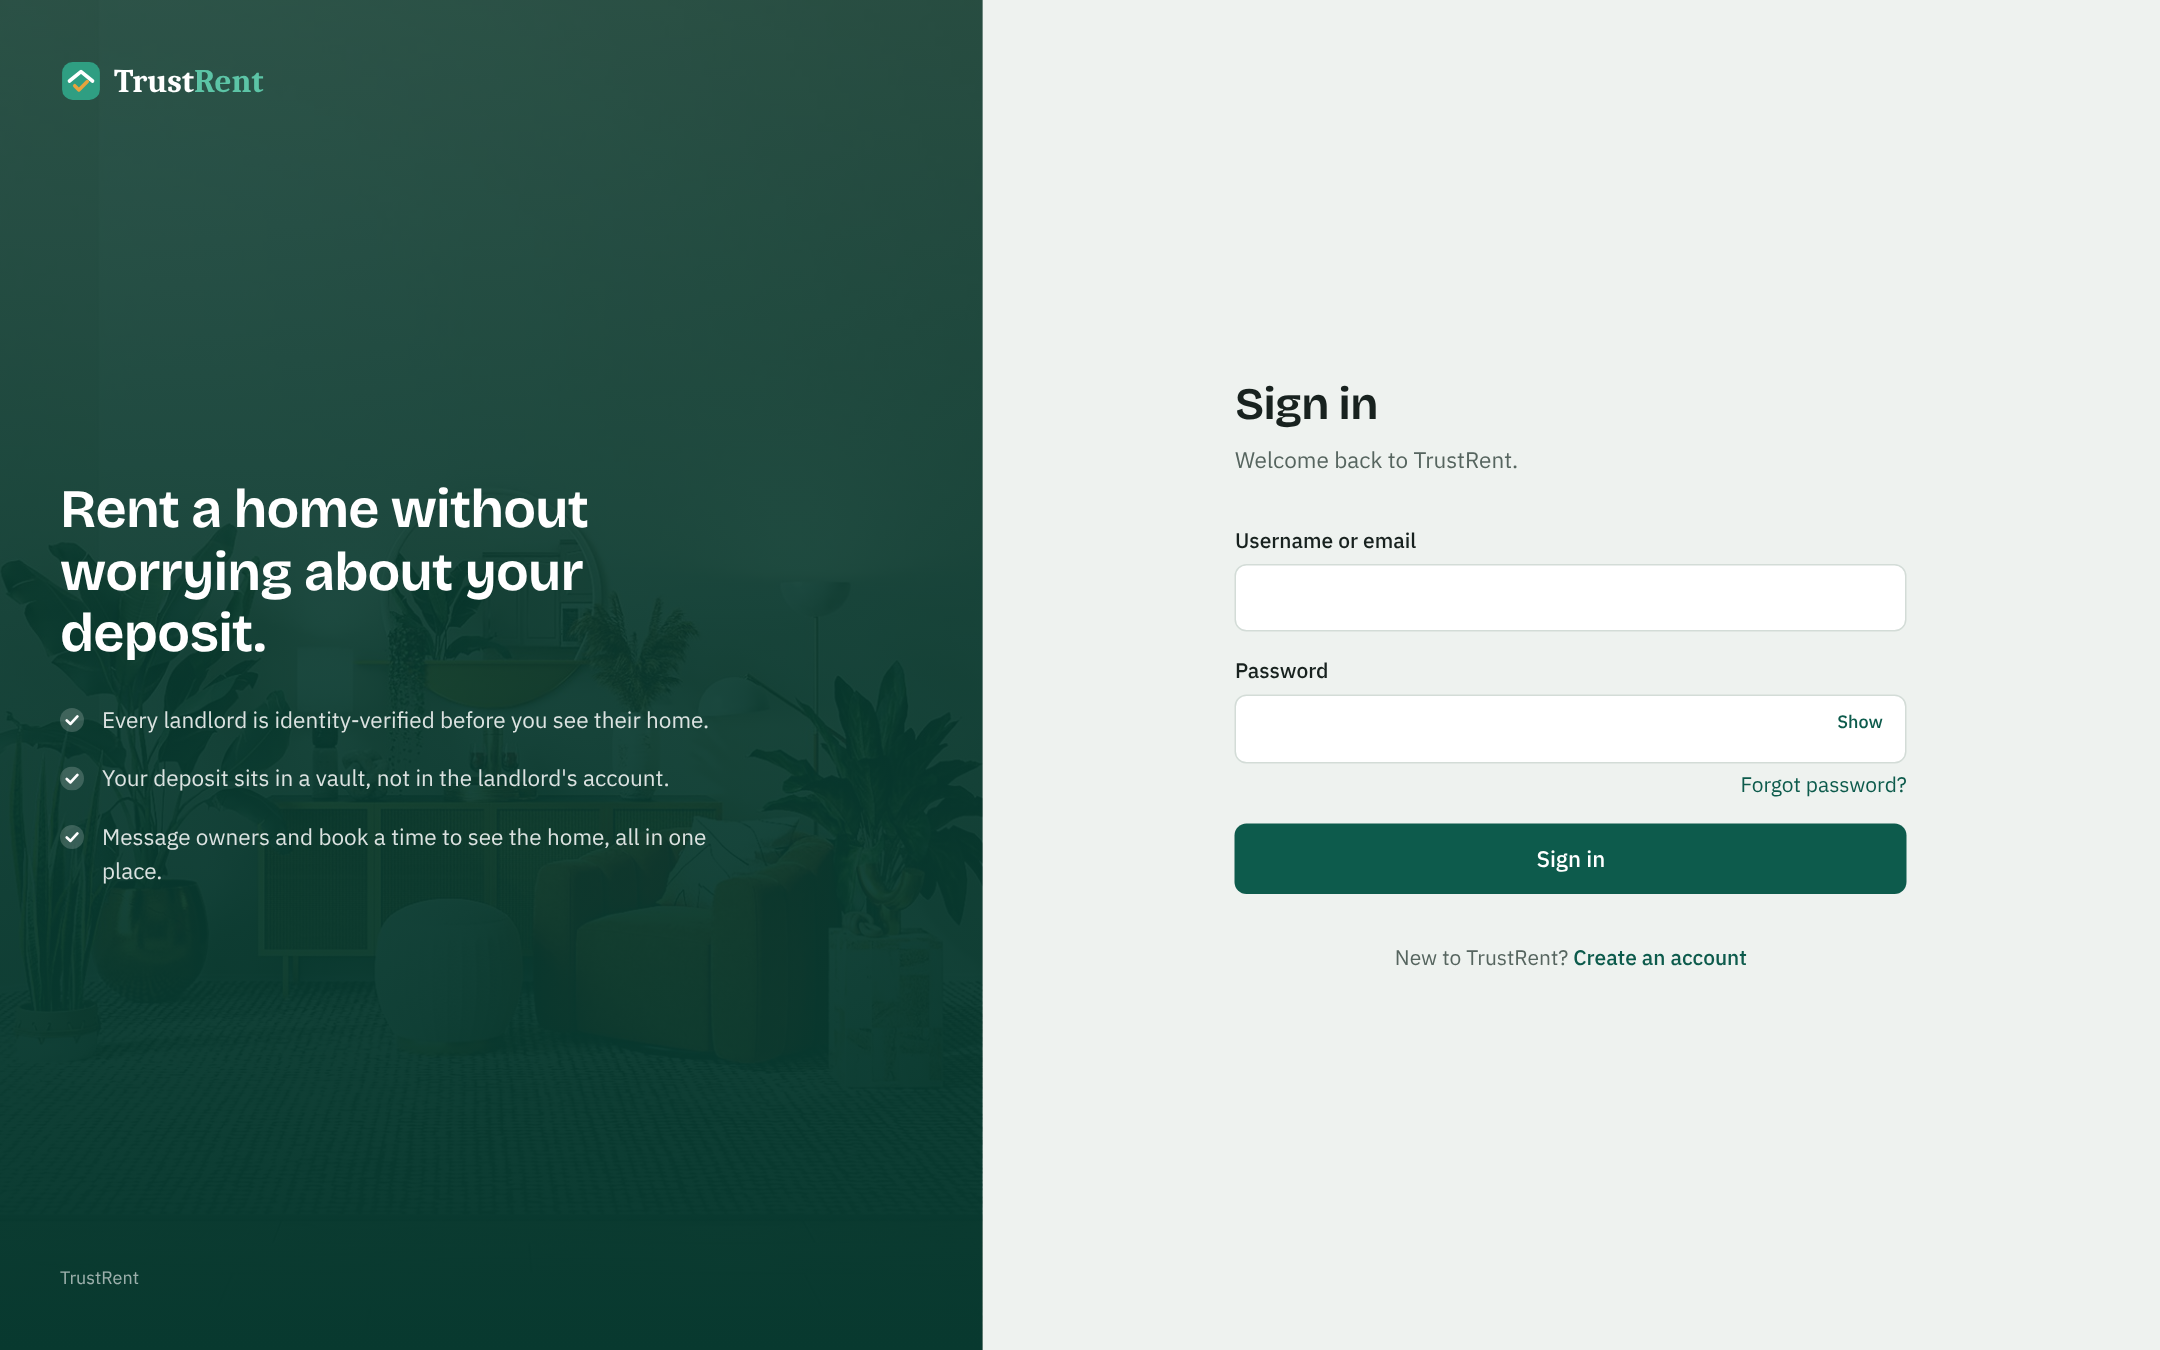 TrustRent
Rent a home without
worrying about your
deposit.
Every landlord is identity-verified before you see their home.
Your deposit sits in a vault, not in the landlord's account.
Message owners and book a time to see the home, all in one
place.
TrustRent
Sign in
Welcome back to TrustRent.
Username or email
Password
Show
Forgot password?
Sign in
New to TrustRent? Create an account